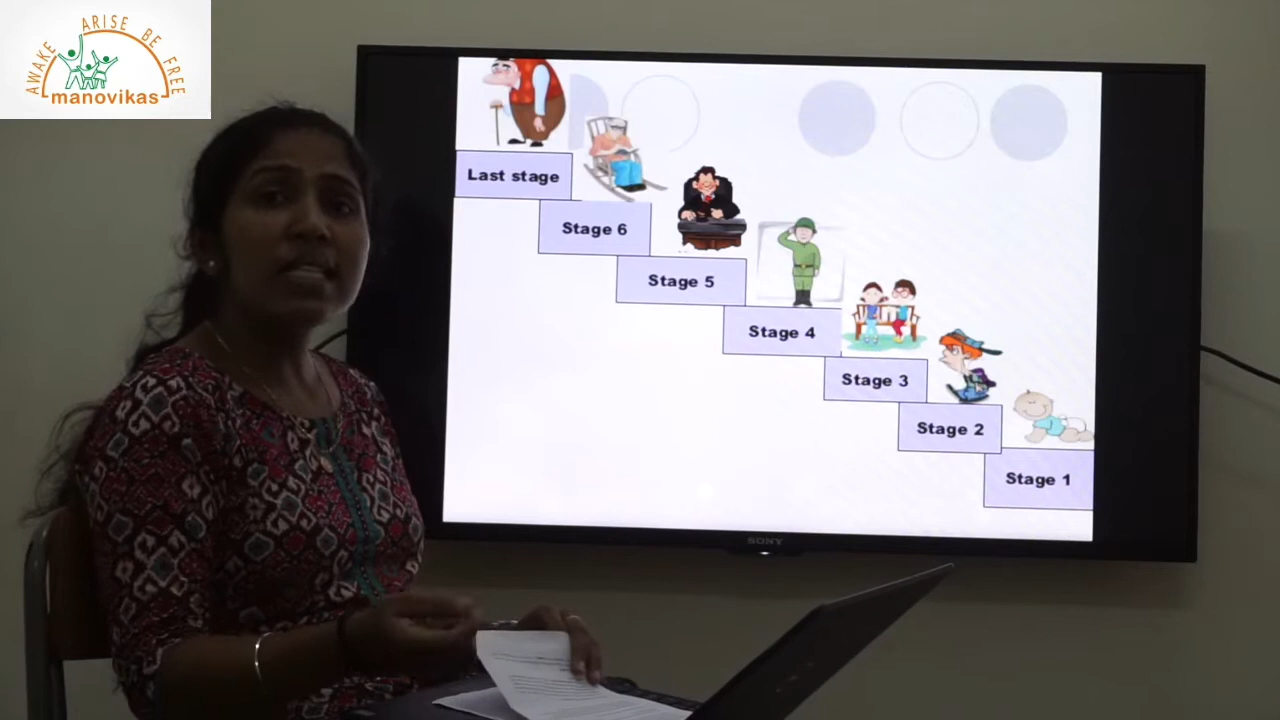 AWAKE ARISE BE FREE
manovikas
Last stage
Stage 6
Stage 5
Stage 4
Stage 3
Stage 2
Stage 1
SONY